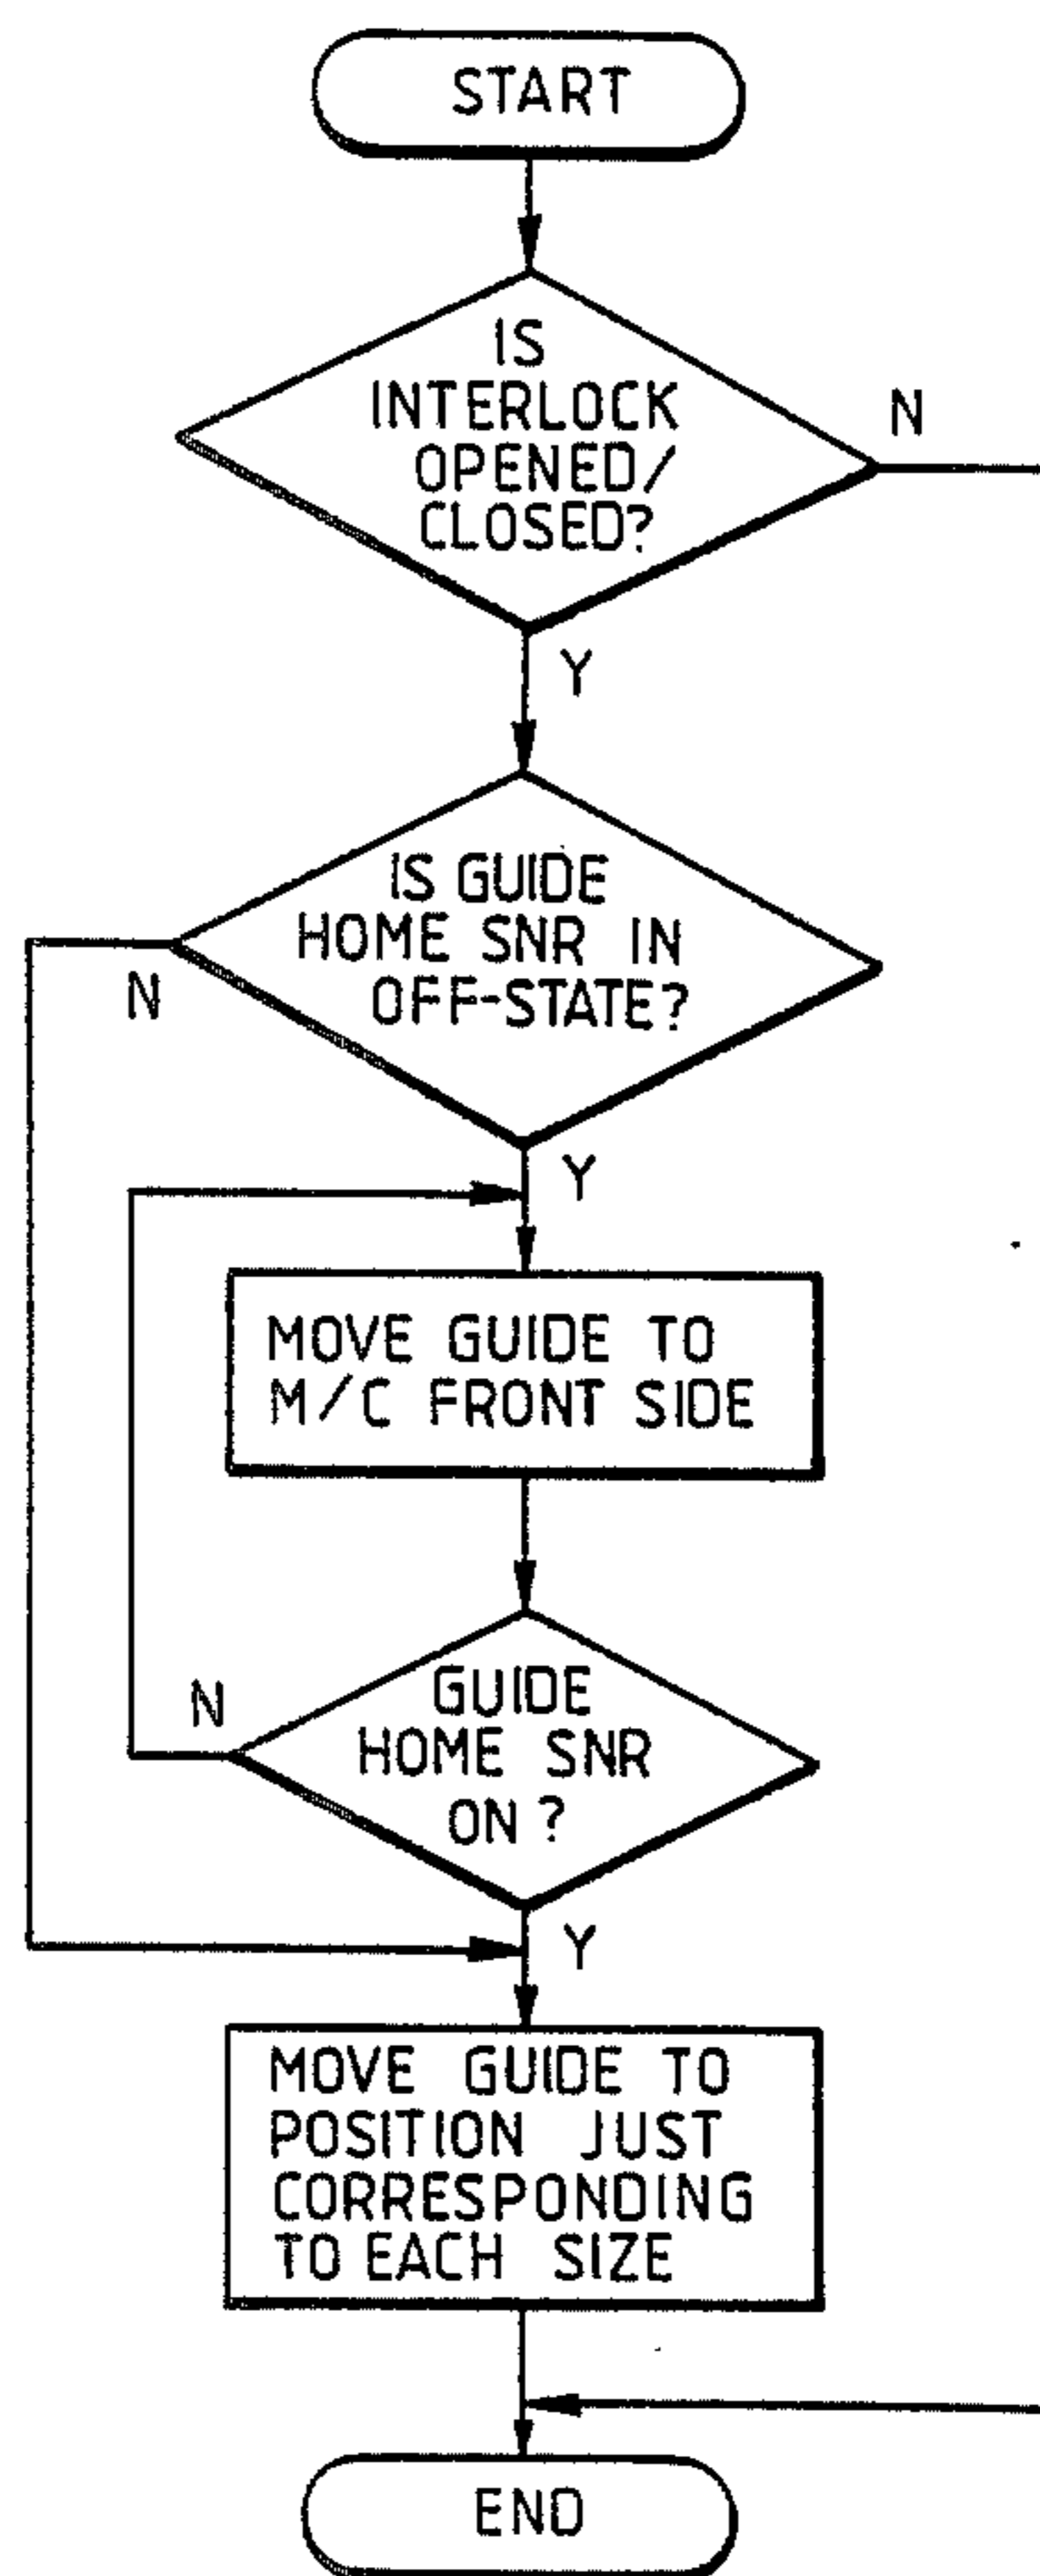 START
IS
INTERLOCK
OPENED/
CLOSED?
N
Y
IS GUIDE
HOME SNR IN
OFF-STATE?
N
Y
MOVE GUIDE TO
M/C FRONT SIDE
GUIDE
HOME SNR
ON?
N
Y
MOVE GUIDE TO
POSITION JUST
CORRESPONDING
TO EACH SIZE
END